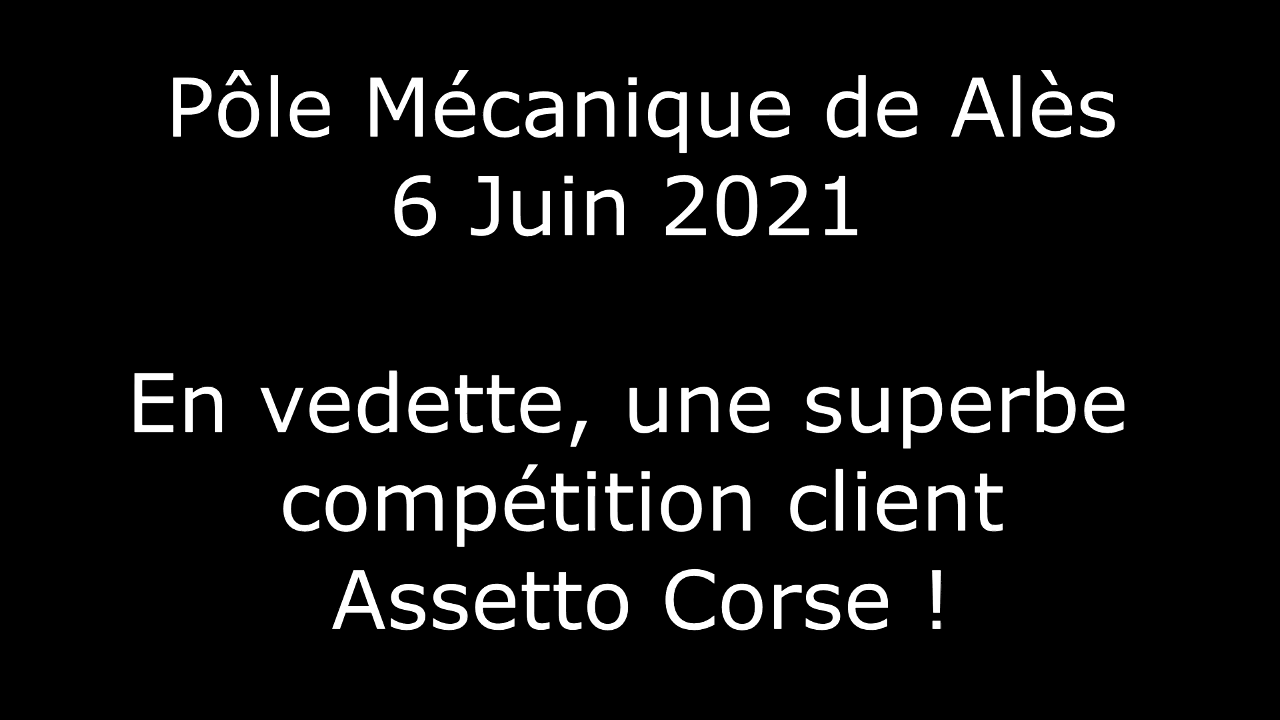 Pôle Mécanique de Alès
6 Juin 2021
En vedette, une superbe
compétition client
Assetto Corse !